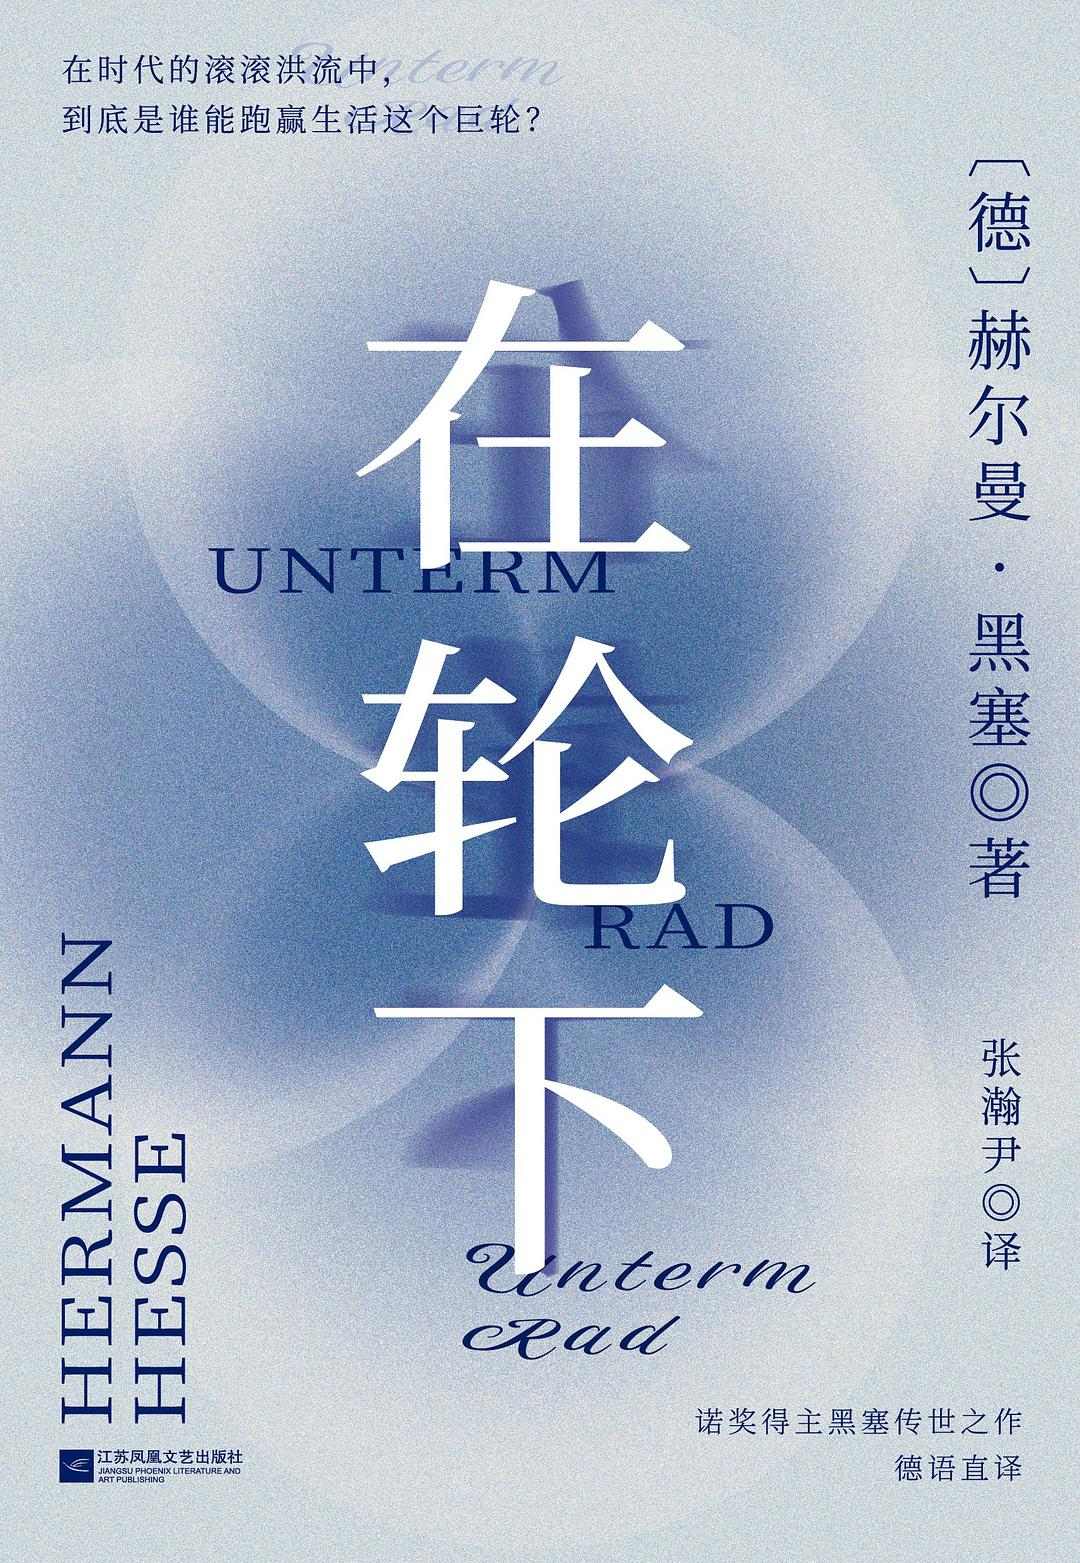 在时代的滚滚洪流中，
到底是谁能跑赢生活这个巨轮？
Unterm
〔德〕赫尔曼·黑塞◎著
在轮下
UNTERM
RAD
张瀚尹◎译
HERMANN
HESSE
Unterm
Rad
诺奖得主黑塞传世之作
德语直译
江苏凤凰文艺出版社
JIANGSU PHOENIX LITERATURE AND
ART PUBLISHING